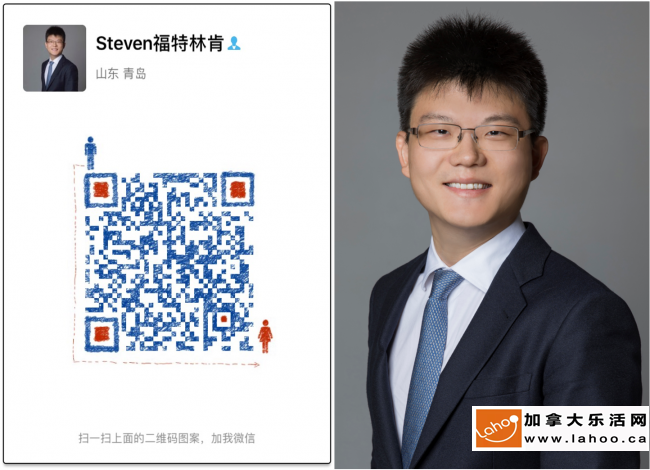 Steven福特林肯
山东 青岛
扫一扫上面的二维码图案，加我微信
Lahoo
加拿大乐活网
www.lahoo.ca